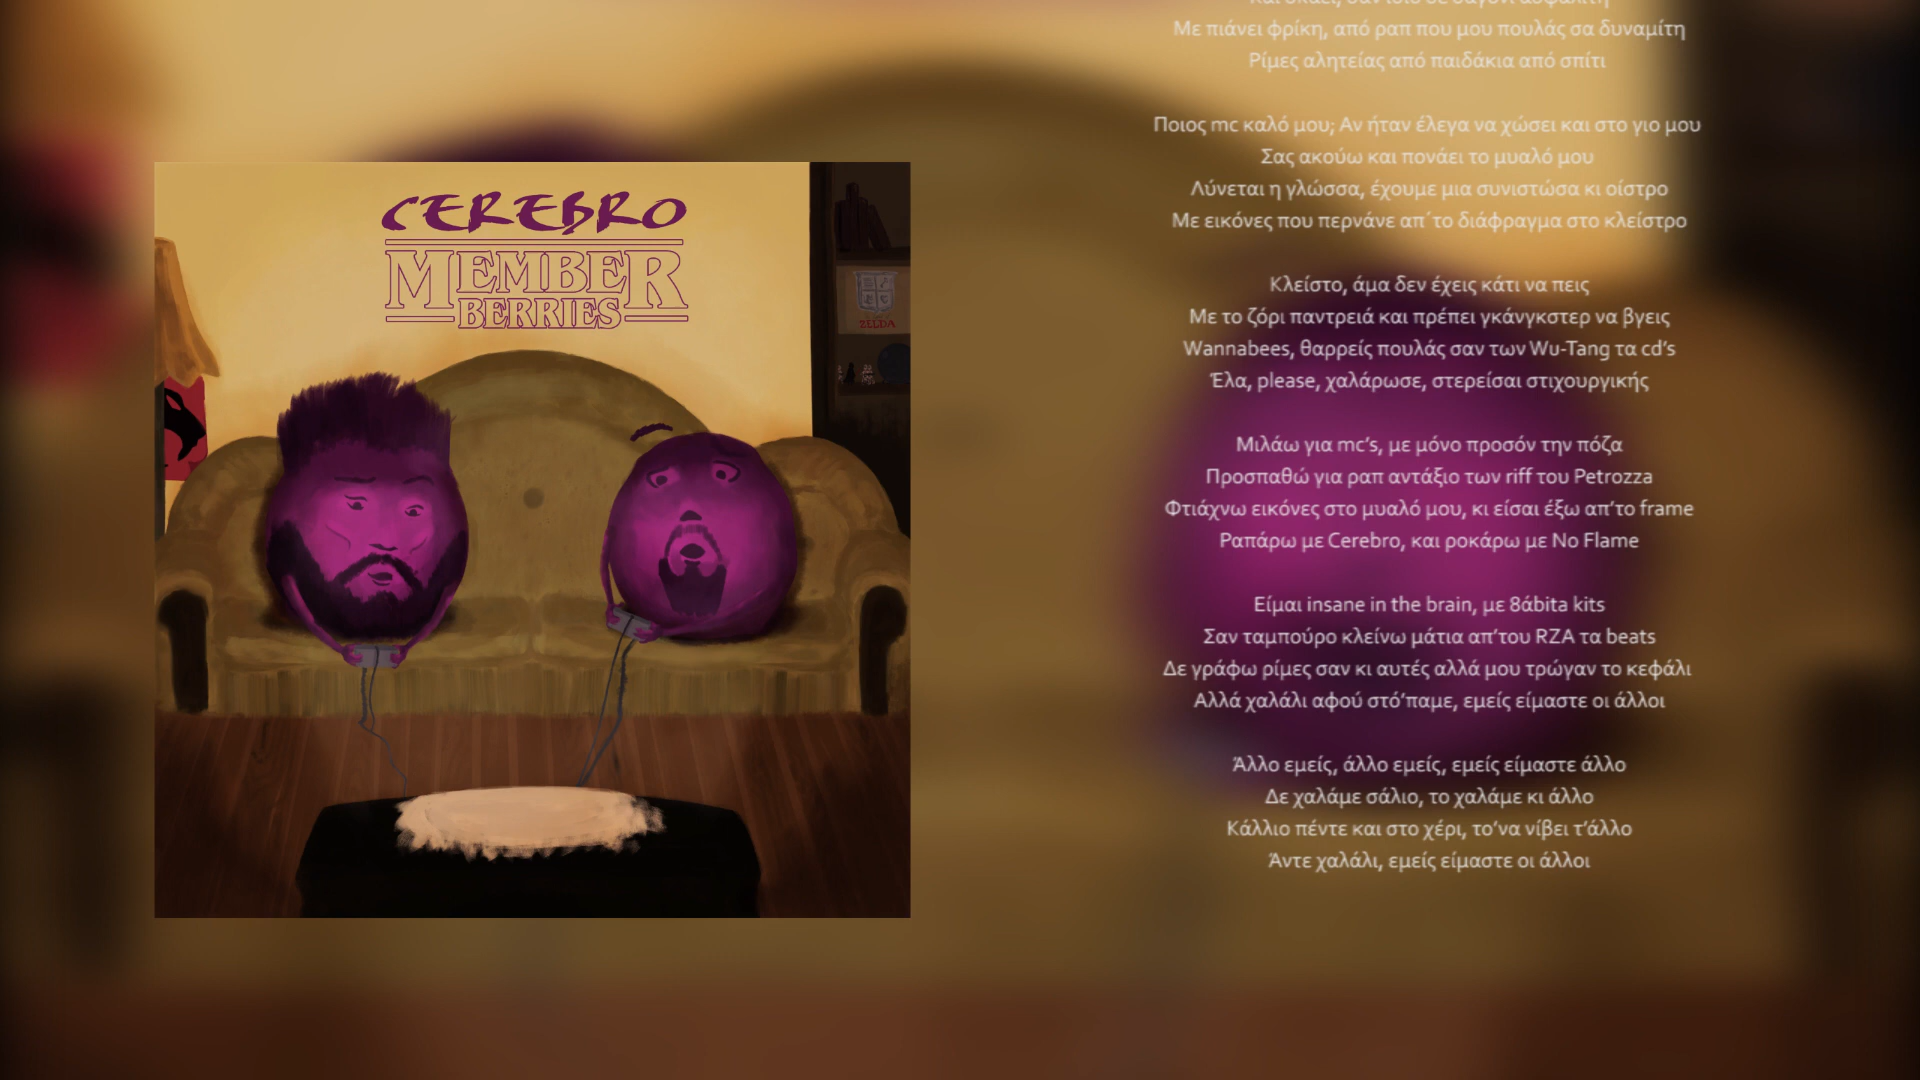 CEREBRO
MEMBER
BERRIES
ZELDA
Και σκάει, σαν ιδιο σε
Με πιάνει φρίκη, από ραπ που μου πουλάς σα δυναμίτη
Ρίμες αλητείας από παιδάκια από σπίτι
Ποιος mc καλό μου; Αν ήταν έλεγα να χώσει και στο γιο μου
Σας ακούω και πονάει το μυαλό μου
Λύνεται η γλώσσα, έχουμε μια συνιστώσα κι οίστρο
Με εικόνες που περνάνε απ΄το διάφραγμα στο κλείστρο
Κλείστο, άμα δεν έχεις κάτι να πεις
Με το ζόρι παντρειά και πρέπει γκάνγκστερ να βγεις
Wannabees, θαρρείς πουλάς σαν των Wu-Tang τα cd's
Έλα, please, χαλάρωσε, στερείσαι στιχουργικής
Μιλάω για mc's, με μόνο προσόν την πόζα
Προσπαθώ για ραπ αντάξιο των riff του Petrozza
Φτιάχνω εικόνες στο μυαλό μου, κι είσαι έξω απ'το frame
Ραπάρω με Cerebro, και ροκάρω με No Flame
Είμαι insane in the brain, με 8άbita kits
Σαν ταμπούρο κλείνω μάτια απ'του RZA τα beats
Δε γράφω ρίμες σαν κι αυτές αλλά μου τρώγαν το κεφάλι
Αλλά χαλάλι αφού στό'παμε, εμείς είμαστε οι άλλοι
Άλλο εμείς, άλλο εμείς, εμείς είμαστε άλλο
Δε χαλάμε σάλιο, το χαλάμε κι άλλο
Κάλλιο πέντε και στο χέρι, το'να νίβει τ'άλλο
Άντε χαλάλι, εμείς είμαστε οι άλλοι